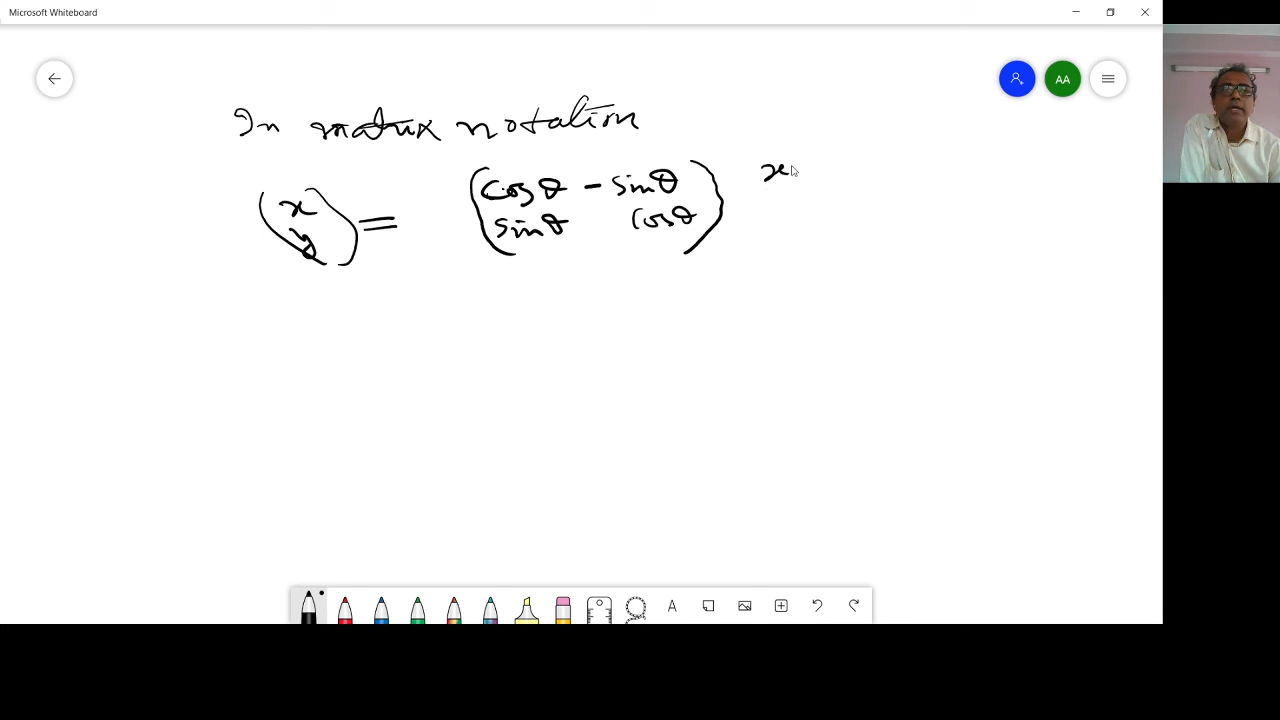 Microsoft Whiteboard
AA
In matrix notation
(x y) = (cosθ - sinθ sinθ cosθ) x
A